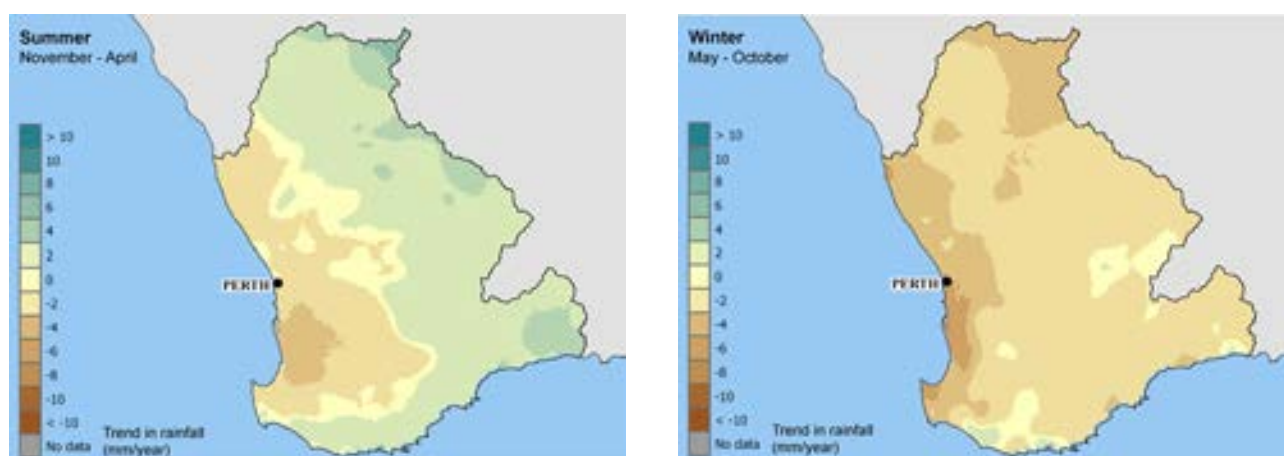 Summer
November - April
> 10
10
8
6
4
2
0
-2
-4
-6
-8
-10
< -10
No data
Trend in rainfall
(mm/year)
PERTH
Winter
May - October
> 10
10
8
6
4
2
0
-2
-4
-6
-8
-10
< -10
No data
Trend in rainfall
(mm/year)
PERTH